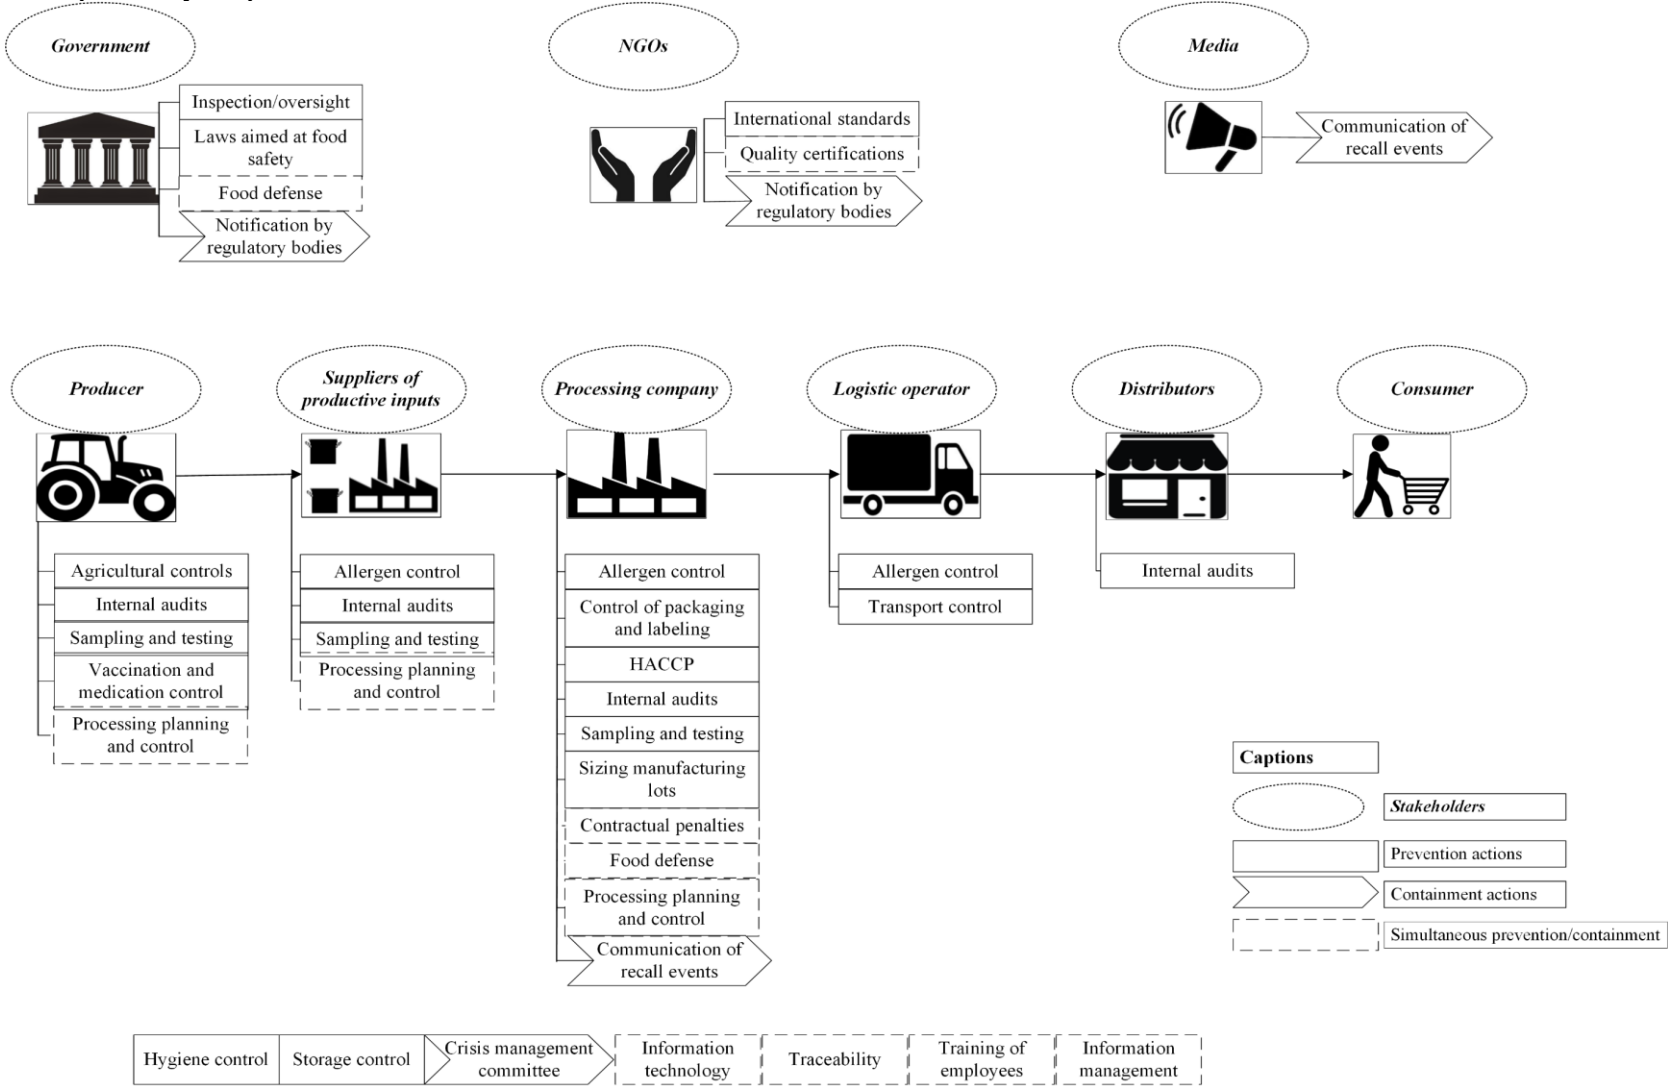 Government
Inspection/oversight
Laws aimed at food
safety
Food defense
Notification by
regulatory bodies
NGOs
International standards
Quality certifications
Notification by
regulatory bodies
Media
Communication of
recall events
Producer
Agricultural controls
Internal audits
Sampling and testing
Vaccination and
medication control
Processing planning
and control
Suppliers of
productive inputs
Allergen control
Internal audits
Sampling and testing
Processing planning
and control
Processing company
Allergen control
Control of packaging
and labeling
HACCP
Internal audits
Sampling and testing
Sizing manufacturing
lots
Contractual penalties
Food defense
Processing planning
and control
Communication of
recall events
Logistic operator
Allergen control
Transport control
Distributors
Internal audits
Consumer
Captions
Stakeholders
Prevention actions
Containment actions
Simultaneous prevention/containment
Hygiene control
Storage control
Crisis management
committee
Information
technology
Traceability
Training of
employees
Information
management